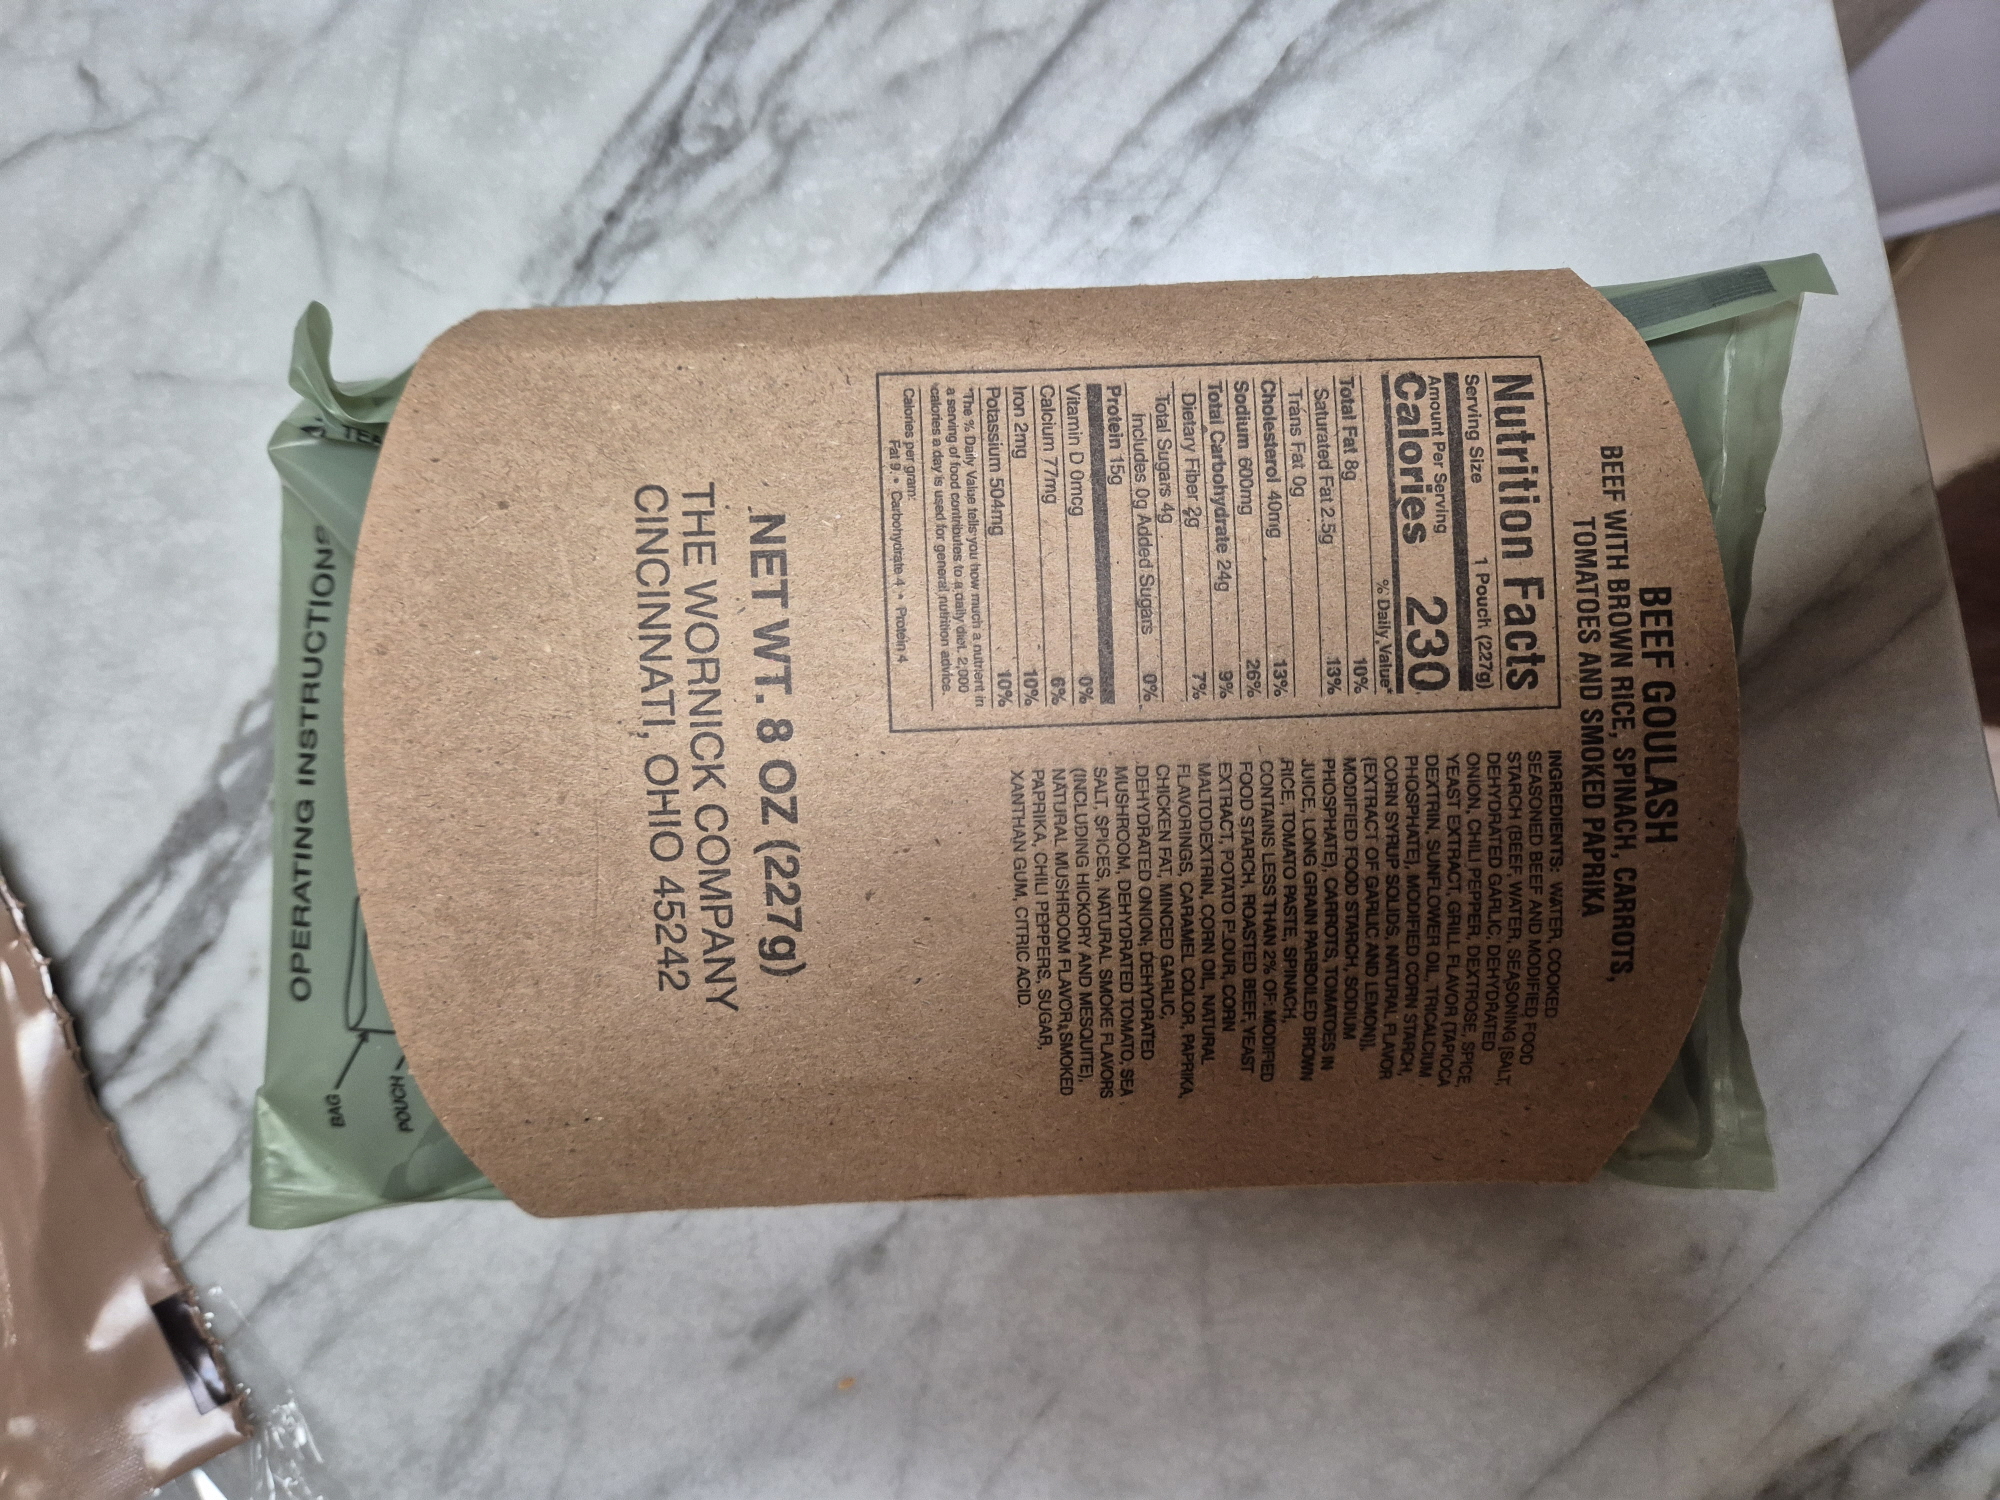 BEEF GOULASH
BEEF WITH BROWN RICE, SPINACH, CARROTS,
TOMATOES AND SMOKED PAPRIKA
Nutrition Facts
Serving Size 1 Pouch (227g)
Amount Per Serving
Calories 230
% Daily Value*
Total Fat 8g 10%
Saturated Fat 2.5g 13%
Trans Fat 0g
Cholesterol 40mg 13%
Sodium 600mg 26%
Total Carbohydrate 24g 9%
Dietary Fiber 2g 7%
Total Sugars 4g
Includes 0g Added Sugars 0%
Protein 15g
Vitamin D 0mcg 0%
Calcium 77mg 6%
Iron 2mg 10%
Potassium 504mg 10%
*The % Daily Value tells you how much a nutrient in
a serving of food contributes to a daily diet. 2,000
calories a day is used for general nutrition advice.
Calories per gram:
Fat 9 • Carbohydrate 4 • Protein 4
INGREDIENTS: WATER, COOKED
SEASONED BEEF AND MODIFIED FOOD
STARCH (BEEF, WATER, SEASONING [SALT,
DEHYDRATED GARLIC, DEHYDRATED
ONION, CHILI PEPPER, DEXTROSE, SPICE,
YEAST EXTRACT, GRILL FLAVOR (TAPIOCA
DEXTRIN, SUNFLOWER OIL, TRICALCIUM
PHOSPHATE), MODIFIED CORN STARCH,
CORN SYRUP SOLIDS, NATURAL FLAVOR
(EXTRACT OF GARLIC AND LEMON)],
MODIFIED FOOD STARCH, SODIUM
PHOSPHATE), CARROTS, TOMATOES IN
JUICE, LONG GRAIN PARBOILED BROWN
RICE, TOMATO PASTE, SPINACH,
CONTAINS LESS THAN 2% OF: MODIFIED
FOOD STARCH, ROASTED BEEF, YEAST
EXTRACT, POTATO FLOUR, CORN
MALTODEXTRIN, CORN OIL, NATURAL
FLAVORINGS, CARAMEL COLOR, PAPRIKA,
CHICKEN FAT, MINCED GARLIC,
DEHYDRATED ONION, DEHYDRATED
MUSHROOM, DEHYDRATED TOMATO, SEA
SALT, SPICES, NATURAL SMOKE FLAVORS
(INCLUDING HICKORY AND MESQUITE),
NATURAL MUSHROOM FLAVOR, SMOKED
PAPRIKA, CHILI PEPPERS, SUGAR,
XANTHAN GUM, CITRIC ACID.
NET WT. 8 OZ (227g)
THE WORNICK COMPANY
CINCINNATI, OHIO 45242
OPERATING INSTRUCTIONS
POUCH
BAG